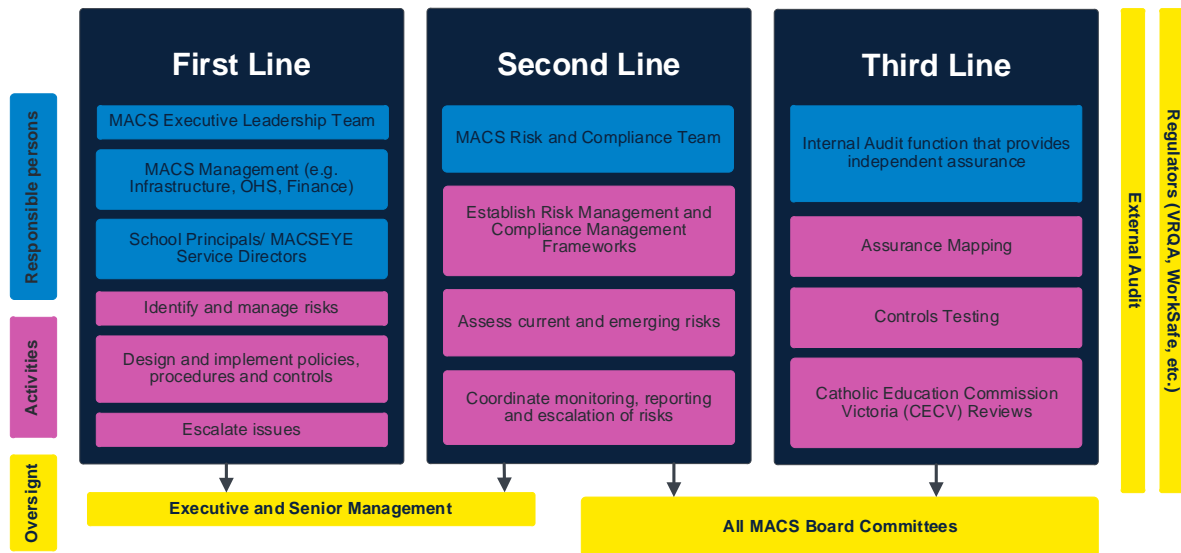 First Line
MACS Executive Leadership Team
MACS Management (e.g.
Infrastructure, OHS, Finance)
School Principals/ MACSEYE
Service Directors
Identify and manage risks
Design and implement policies,
procedures and controls
Escalate issues
Second Line
MACS Risk and Compliance Team
Establish Risk Management and
Compliance Management
Frameworks
Assess current and emerging risks
Coordinate monitoring, reporting
and escalation of risks
Third Line
Internal Audit function that provides
independent assurance
Assurance Mapping
Controls Testing
Catholic Education Commission
Victoria (CECV) Reviews
Responsible persons
Activities
Oversignt
Executive and Senior Management
All MACS Board Committees
External Audit
Regulators (VRQA, WorkSafe, etc.)